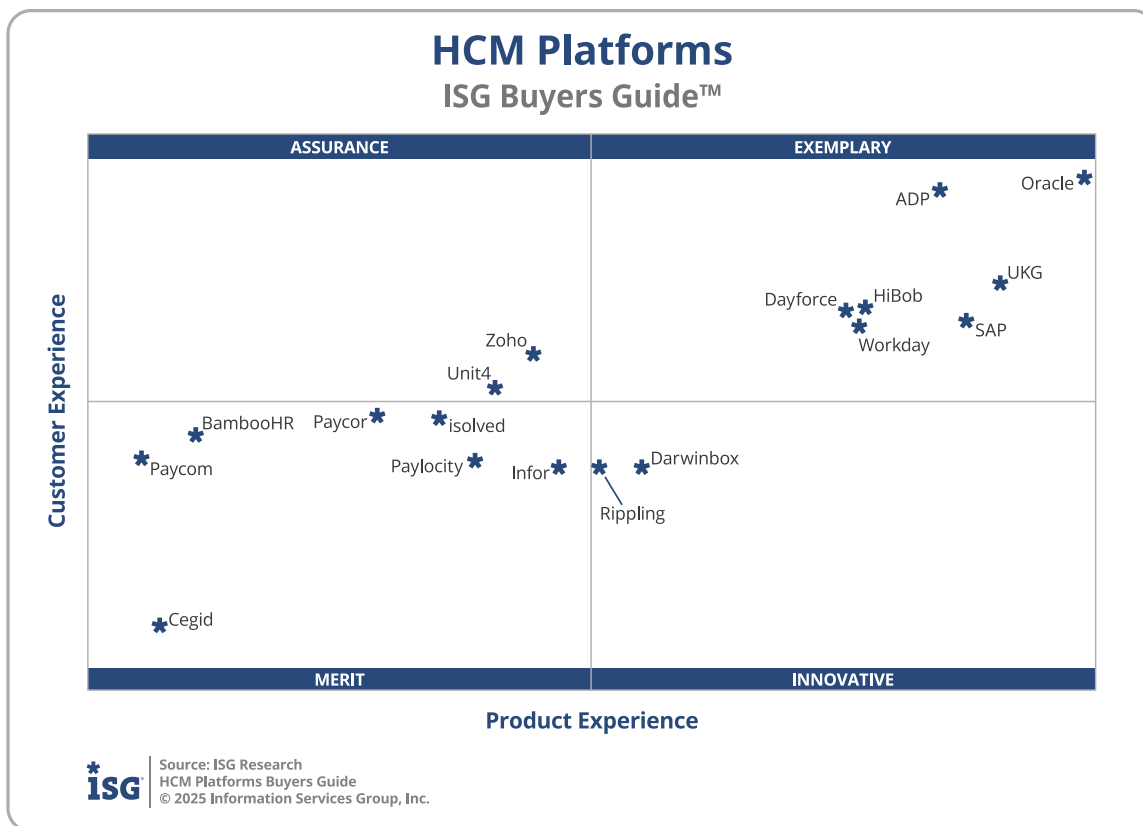 HCM Platforms
ISG Buyers Guide™
ASSURANCE
EXEMPLARY
Oracle
ADP
UKG
HiBob
Dayforce
SAP
Workday
Zoho
Unit4
BambooHR
Paycor
isolved
Paycom
Paylocity
Infor
Darwinbox
Rippling
Cegid
Customer Experience
MERIT
INNOVATIVE
Product Experience
ISG
Source: ISG Research
HCM Platforms Buyers Guide
© 2025 Information Services Group, Inc.